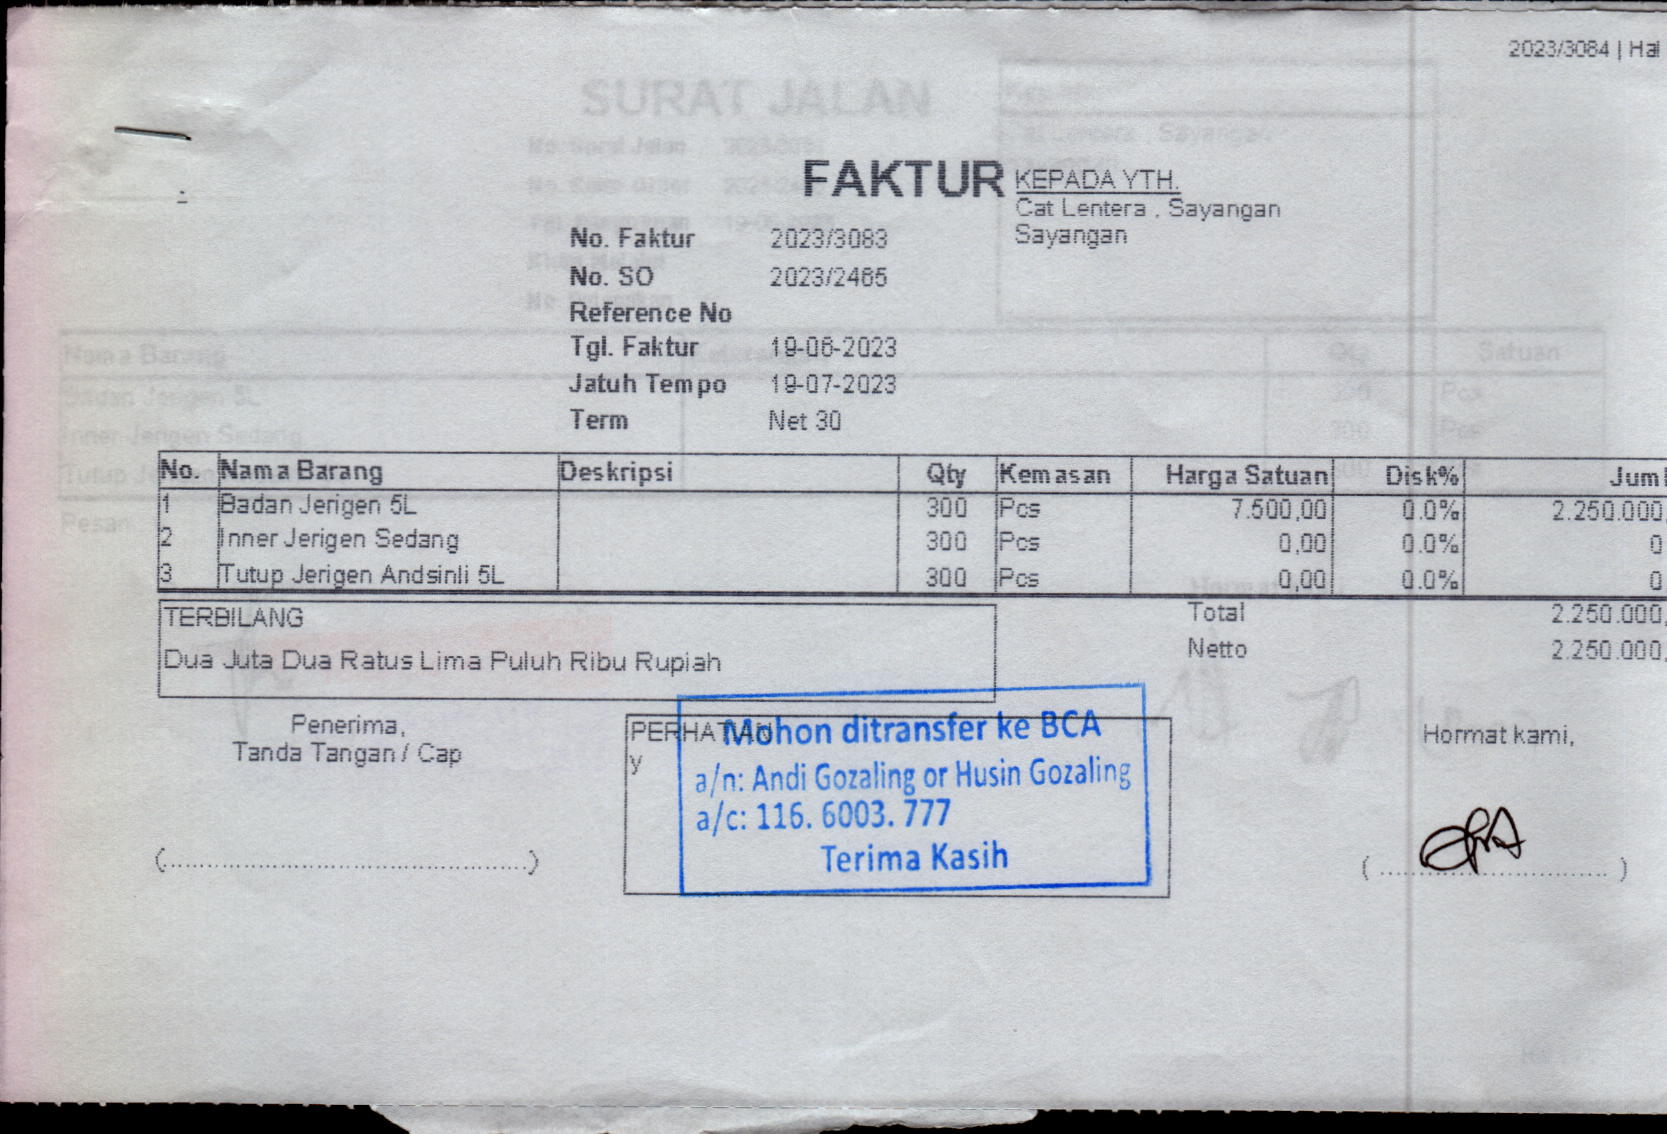 2023/3084 | Hal
SURAT JALAN
FAKTUR
KEPADA YTH.
Cat Lentera , Sayangan
Sayangan
No. Faktur 2023/3083
No. SO 2023/2465
Reference No
Tgl. Faktur 19-06-2023
Jatuh Tempo 19-07-2023
Term Net 30
No. Nama Barang Deskripsi Qty Kemasan Harga Satuan Disk% Juml
1 Badan Jerigen 5L 300 Pcs 7.500,00 0.0% 2.250.000,
2 Inner Jerigen Sedang 300 Pcs 0,00 0.0% 0
3 Tutup Jerigen Andsinli 5L 300 Pcs 0,00 0.0% 0
TERBILANG
Dua Juta Dua Ratus Lima Puluh Ribu Rupiah
Total 2.250.000,
Netto 2.250.000,
Penerima,
Tanda Tangan / Cap
PERHATIAN
y
Mohon ditransfer ke BCA
a/n: Andi Gozaling or Husin Gozaling
a/c: 116. 6003. 777
Terima Kasih
Hormat kami,